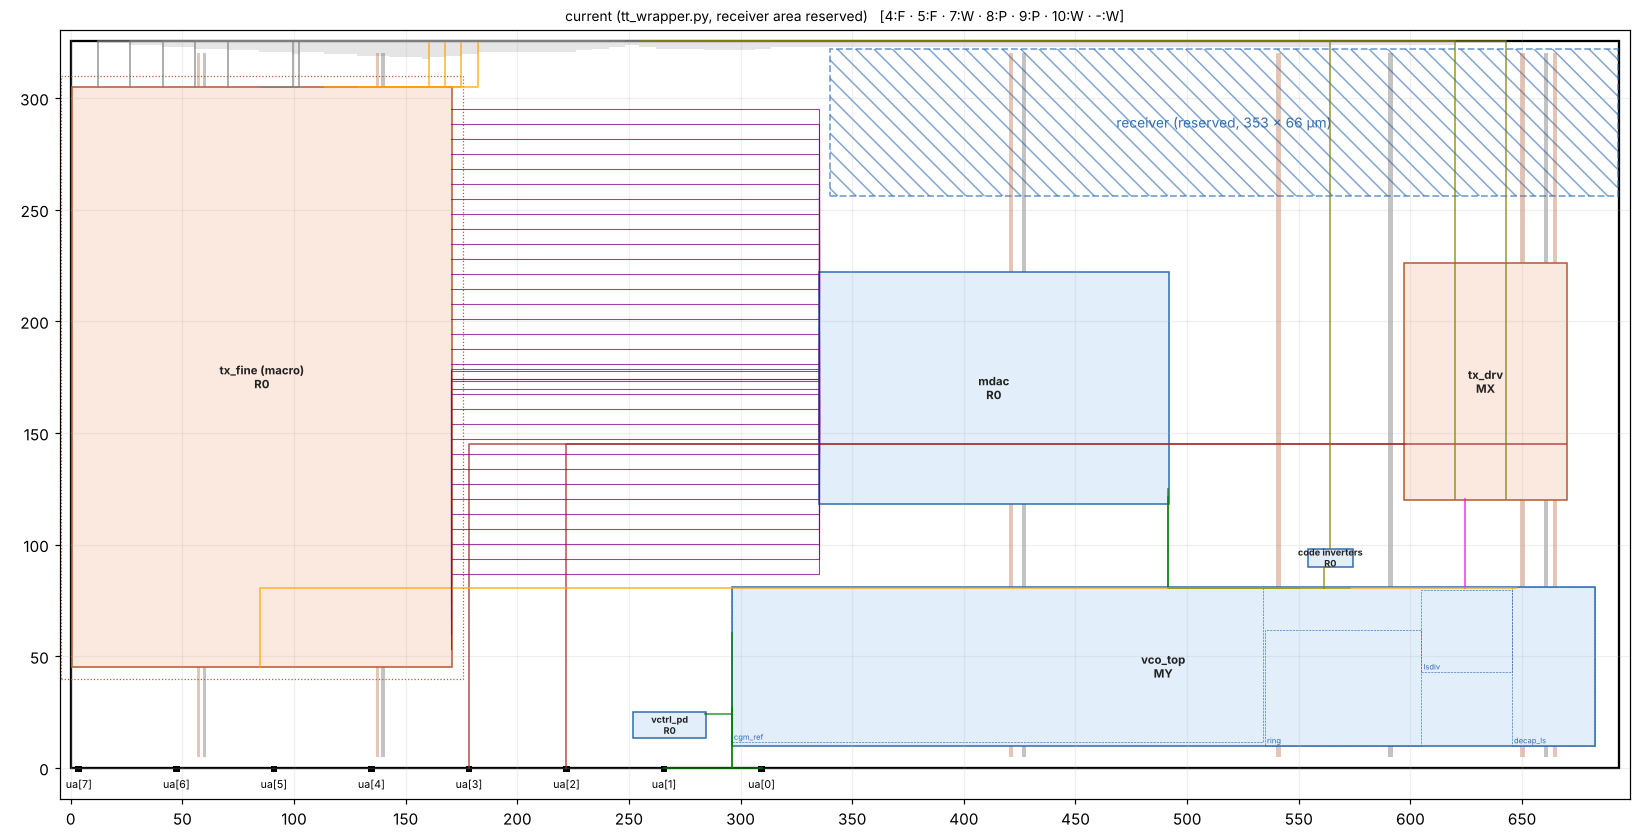 current (tt_wrapper.py, receiver area reserved)   [4:F · 5:F · 7:W · 8:P · 9:P · 10:W · -:W]
300
250
200
150
100
50
0
receiver (reserved, 353 × 66 µm)
tx_fine (macro)
R0
mdac
R0
tx_drv
MX
code inverters
R0
vco_top
MY
lsdiv
vctrl_pd
R0
cgm_ref
ring
decap_ls
ua[7]
ua[6]
ua[5]
ua[4]
ua[3]
ua[2]
ua[1]
ua[0]
0
50
100
150
200
250
300
350
400
450
500
550
600
650